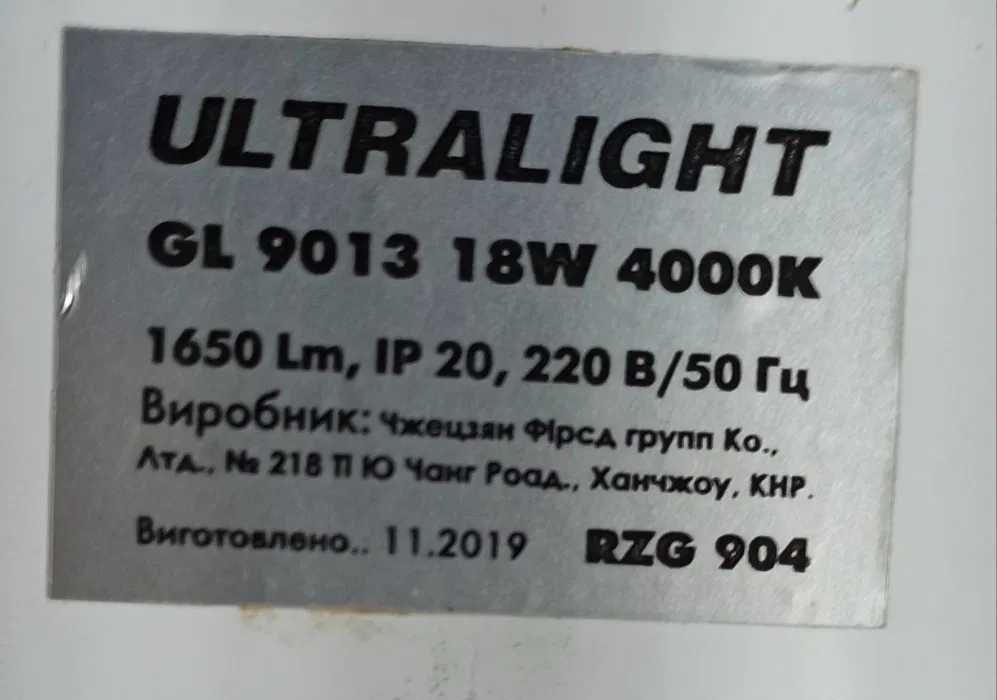 ULTRALIGHT
GL 9013 18W 4000K
1650 Lm, IP 20, 220 В/50 Гц
Виробник: Чжецзян Фірсд групп Ко.,
Лтд., № 218 П Ю Чанг Роад., Ханчжоу, КНР.
Виготовлено.. 11.2019 RZG 904